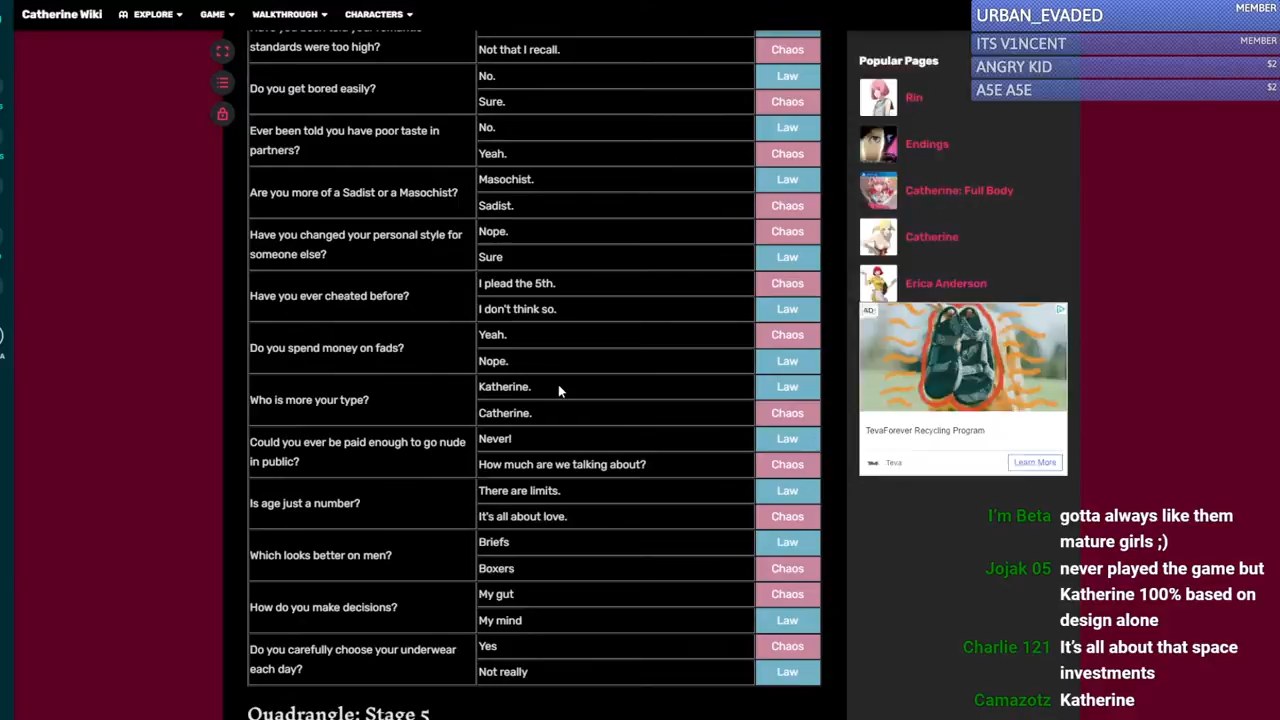 Catherine Wiki
EXPLORE
GAME
WALKTHROUGH
CHARACTERS
URBAN_EVADED
MEMBER
ITS V1NCENT
MEMBER
ANGRY KID
$2
A5E A5E
$2
standards were too high?
Not that I recall.
Chaos
Do you get bored easily?
No.
Law
Sure.
Chaos
Ever been told you have poor taste in
partners?
No.
Law
Yeah.
Chaos
Are you more of a Sadist or a Masochist?
Masochist.
Law
Sadist.
Chaos
Have you changed your personal style for
someone else?
Nope.
Chaos
Sure
Law
Have you ever cheated before?
I plead the 5th.
Chaos
I don't think so.
Law
Do you spend money on fads?
Yeah.
Chaos
Nope.
Law
Who is more your type?
Katherine.
Law
Catherine.
Chaos
Could you ever be paid enough to go nude
in public?
Never!
Law
How much are we talking about?
Chaos
Is age just a number?
There are limits.
Law
It's all about love.
Chaos
Which looks better on men?
Briefs
Law
Boxers
Chaos
How do you make decisions?
My gut
Chaos
My mind
Law
Do you carefully choose your underwear
each day?
Yes
Chaos
Not really
Law
Quadrangle: Stage 5
Popular Pages
Rin
Endings
Catherine: Full Body
Catherine
Erica Anderson
AD
TevaForever Recycling Program
Teva
Learn More
I'm Beta gotta always like them
mature girls ;)
Jojak 05 never played the game but
Katherine 100% based on
design alone
Charlie 121 It's all about that space
investments
Camazotz Katherine